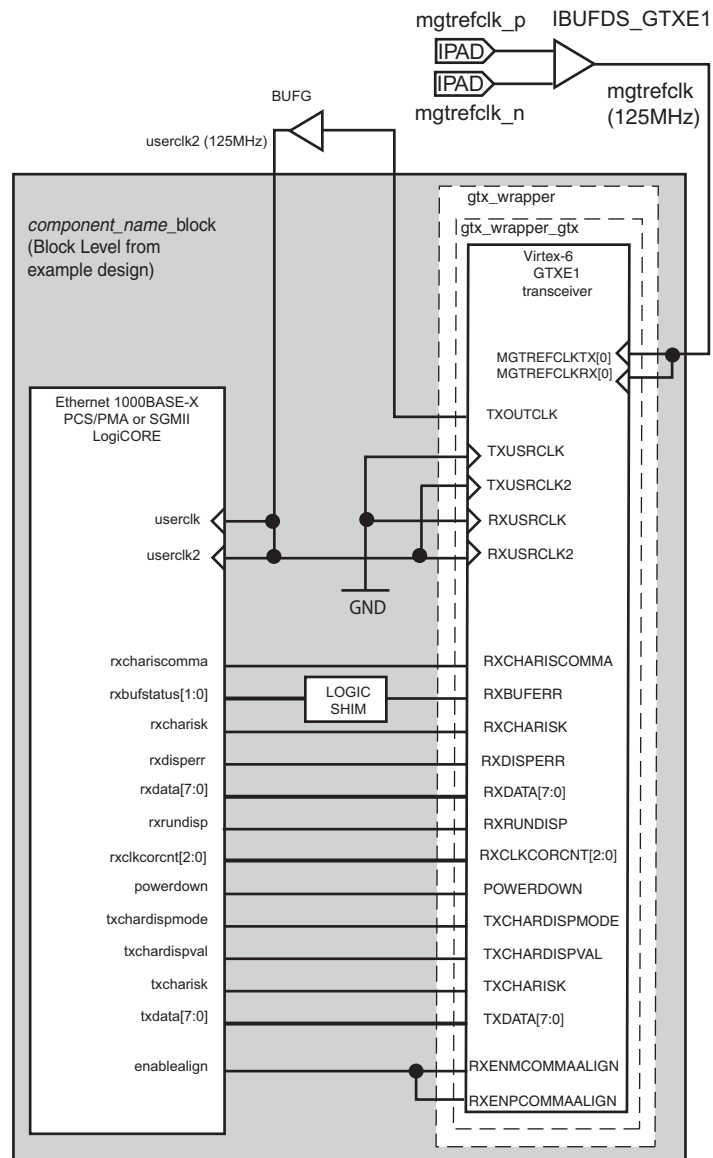 mgtrefclk_p
IBUFDS_GTXE1
IPAD
IPAD
mgtrefclk_n
mgtrefclk
(125MHz)
BUFG
userclk2 (125MHz)
component_name_block
(Block Level from
example design)
gtx_wrapper
gtx_wrapper_gtx
Virtex-6
GTXE1
transceiver
MGTREFCLKTX[0]
MGTREFCLKRX[0]
Ethernet 1000BASE-X
PCS/PMA or SGMII
LogiCORE
TXOUTCLK
TXUSRCLK
TXUSRCLK2
userclk
RXUSRCLK
userclk2
RXUSRCLK2
GND
rxchariscomma
RXCHARISCOMMA
rxbufstatus[1:0]
LOGIC
SHIM
RXBUFERR
rxcharisk
RXCHARISK
rxdisperr
RXDISPERR
rxdata[7:0]
RXDATA[7:0]
rxrundisp
RXRUNDISP
rxclkcorcnt[2:0]
RXCLKCORCNT[2:0]
powerdown
POWERDOWN
txchardispmode
TXCHARDISPMODE
txchardispval
TXCHARDISPVAL
txcharisk
TXCHARISK
txdata[7:0]
TXDATA[7:0]
enablealign
RXENMCOMMAALIGN
RXENPCOMMAALIGN